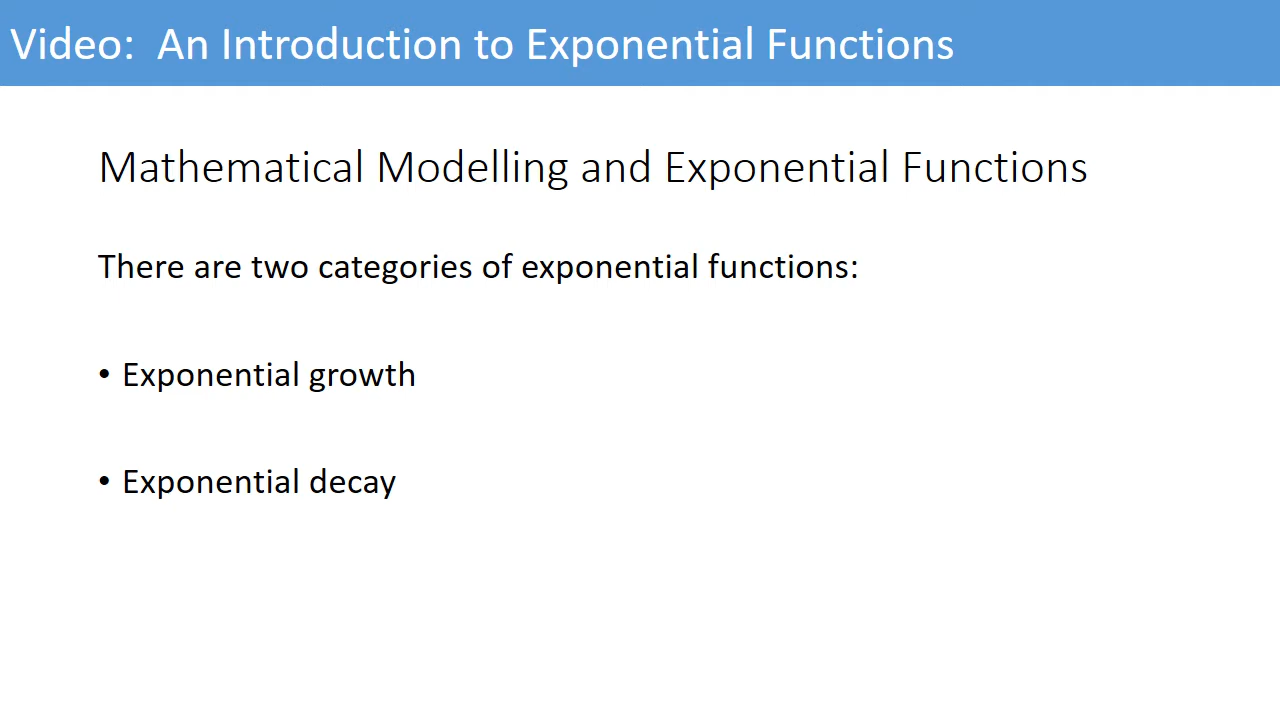 Video:  An Introduction to Exponential Functions
Mathematical Modelling and Exponential Functions
There are two categories of exponential functions:
• Exponential growth
• Exponential decay